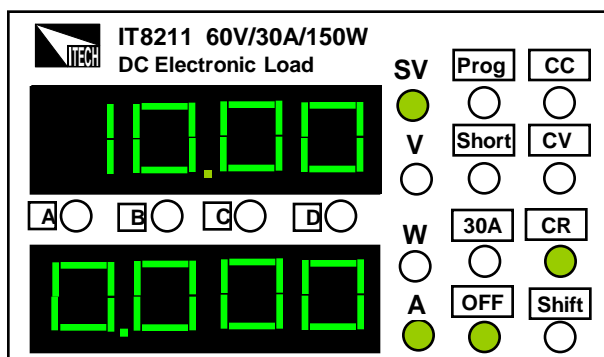 ITECH
IT8211 60V/30A/150W
DC Electronic Load
SV Prog CC
10.00
V Short CV
A B C D
W 30A CR
0.000
A OFF Shift